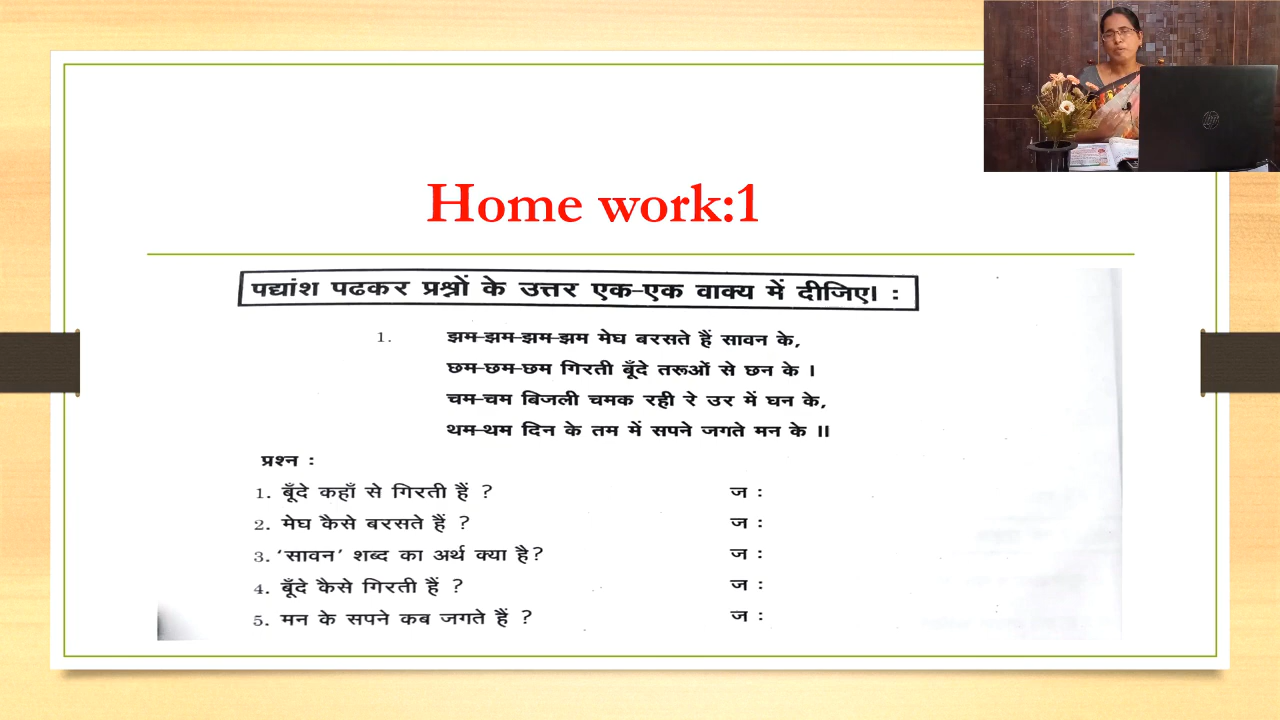 Home work:1
पद्यांश पढकर प्रश्नों के उत्तर एक-एक वाक्य में दीजिए। :
1. झम-झम-झम-झम मेघ बरसते हैं सावन के,
छम-छम-छम गिरती बूँदे तरूओं से छन के ।
चम-चम बिजली चमक रही रे उर में घन के,
थम-थम दिन के तम में सपने जगते मन के ।।
प्रश्न :
1. बूँदे कहाँ से गिरती हैं ? ज :
2. मेघ कैसे बरसते हैं ? ज :
3. ‘सावन’ शब्द का अर्थ क्या है? ज :
4. बूँदे कैसे गिरती हैं ? ज :
5. मन के सपने कब जगते हैं ? ज :